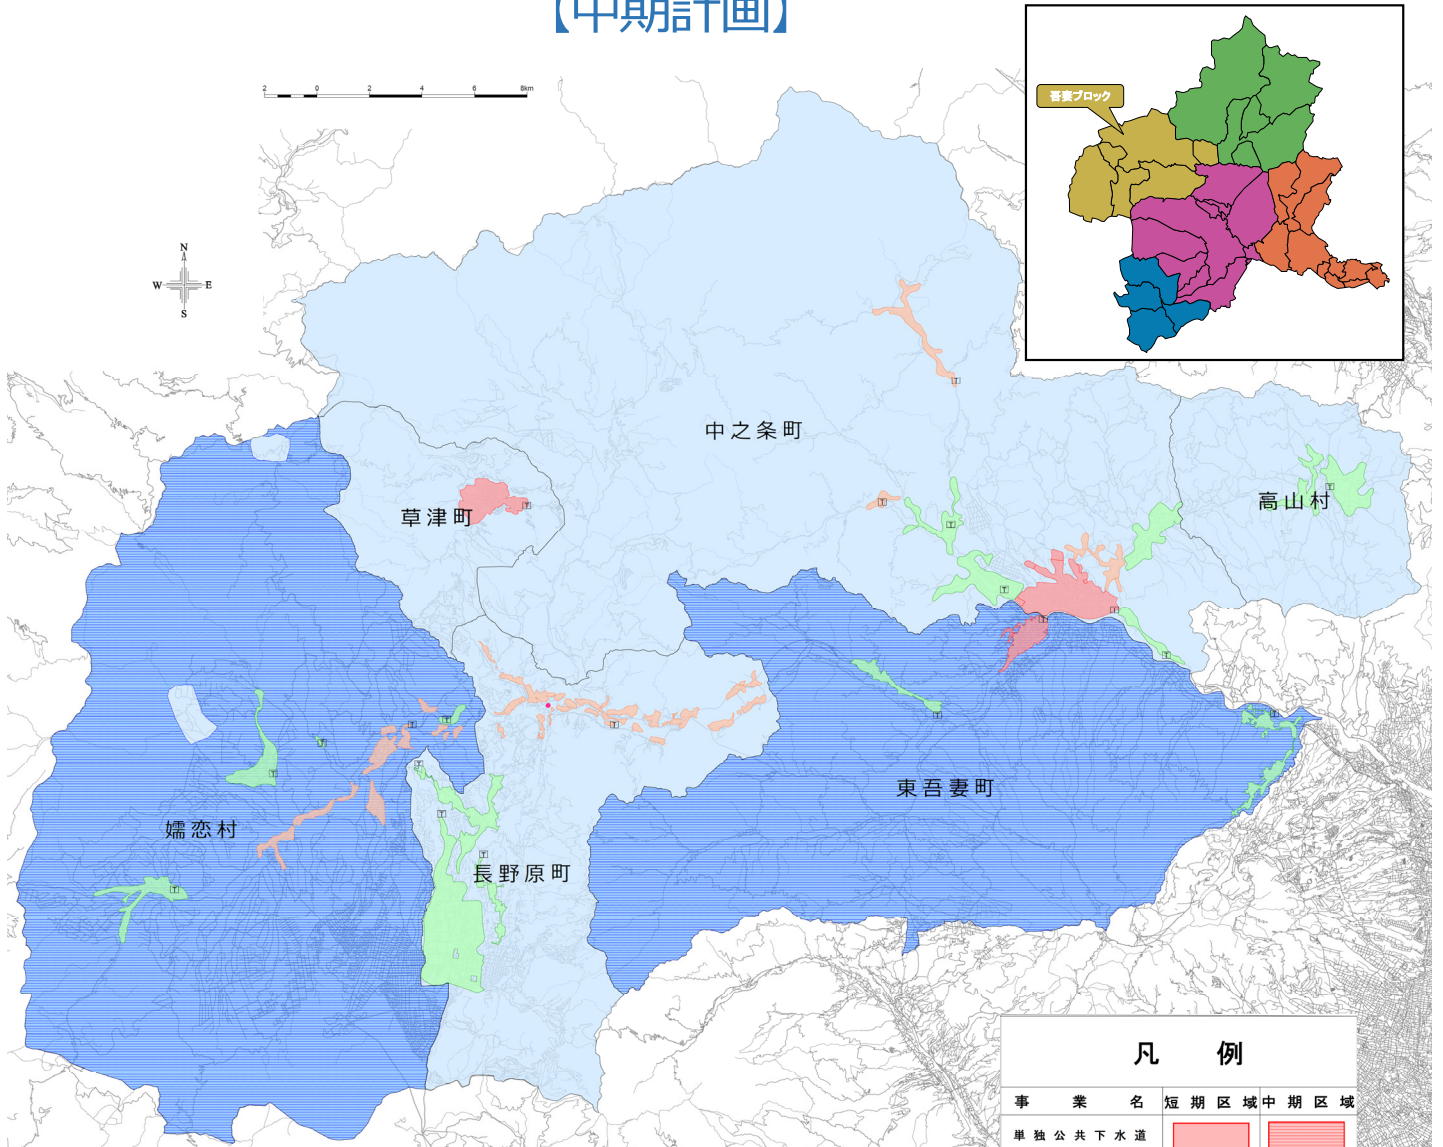 【中期計画】
2 0 2 4 6 8km
吾妻ブロック
N
W E
S
中之条町
草津町
高山村
東吾妻町
嬬恋村
長野原町
凡 例
事 業 名 短期区域 中期区域
単独公共下水道